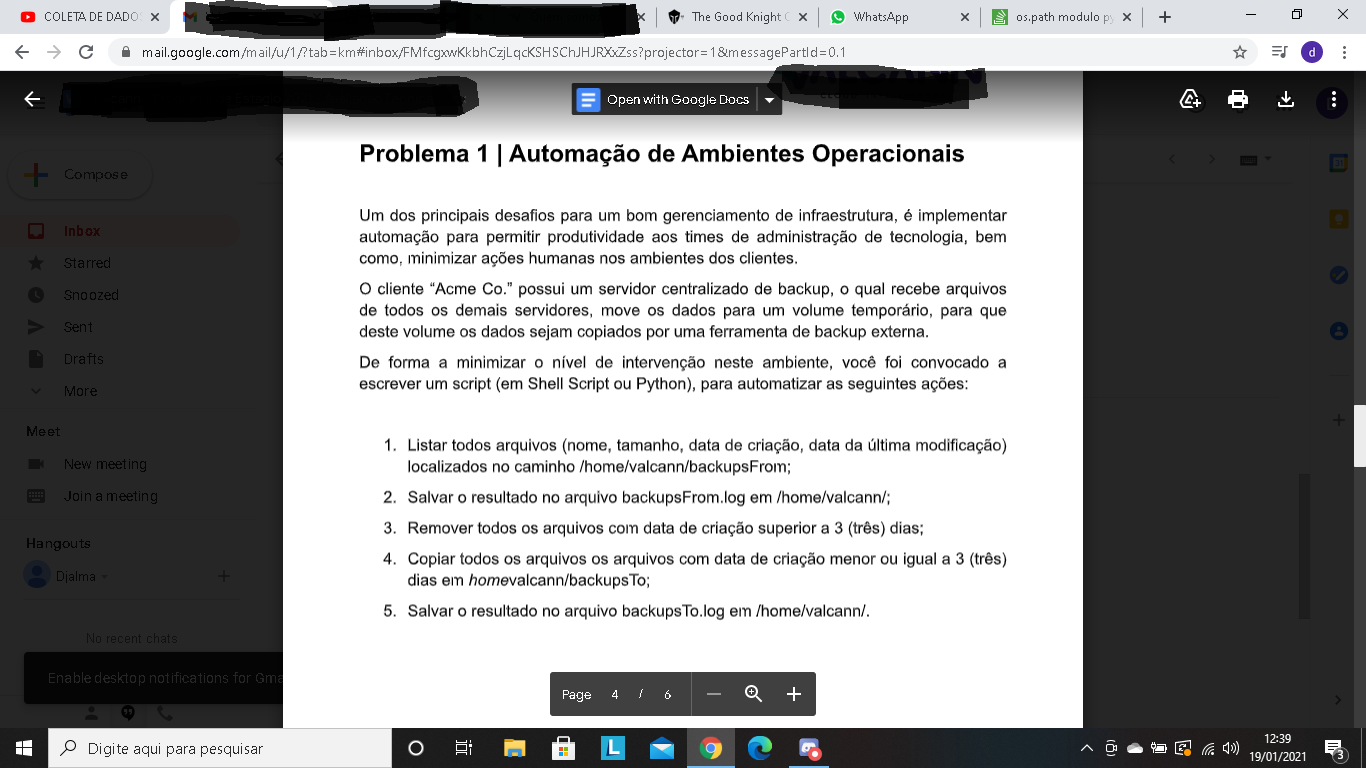 COLETA DE DADO
The Good Knight C
WhatsApp
os.path modulo py
mail.google.com/mail/u/1/?tab=km#inbox/FMfcgxwKkbhCzjLqcKSHSChJHJRXxZss?projector=1&messagePartId=0.1
d
Open with Google Docs
Compose
Inbox
Starred
Snoozed
Sent
Drafts
More
Meet
New meeting
Join a meeting
Hangouts
Djalma
No recent chats
Enable desktop notifications for Gma
Problema 1 | Automação de Ambientes Operacionais
Um dos principais desafios para um bom gerenciamento de infraestrutura, é implementar
automação para permitir produtividade aos times de administração de tecnologia, bem
como, minimizar ações humanas nos ambientes dos clientes.
O cliente “Acme Co.” possui um servidor centralizado de backup, o qual recebe arquivos
de todos os demais servidores, move os dados para um volume temporário, para que
deste volume os dados sejam copiados por uma ferramenta de backup externa.
De forma a minimizar o nível de intervenção neste ambiente, você foi convocado a
escrever um script (em Shell Script ou Python), para automatizar as seguintes ações:
1. Listar todos arquivos (nome, tamanho, data de criação, data da última modificação)
localizados no caminho /home/valcann/backupsFrom;
2. Salvar o resultado no arquivo backupsFrom.log em /home/valcann/;
3. Remover todos os arquivos com data de criação superior a 3 (três) dias;
4. Copiar todos os arquivos os arquivos com data de criação menor ou igual a 3 (três)
dias em homevalcann/backupsTo;
5. Salvar o resultado no arquivo backupsTo.log em /home/valcann/.
Page 4 / 6
Digite aqui para pesquisar
12:39
19/01/2021
3